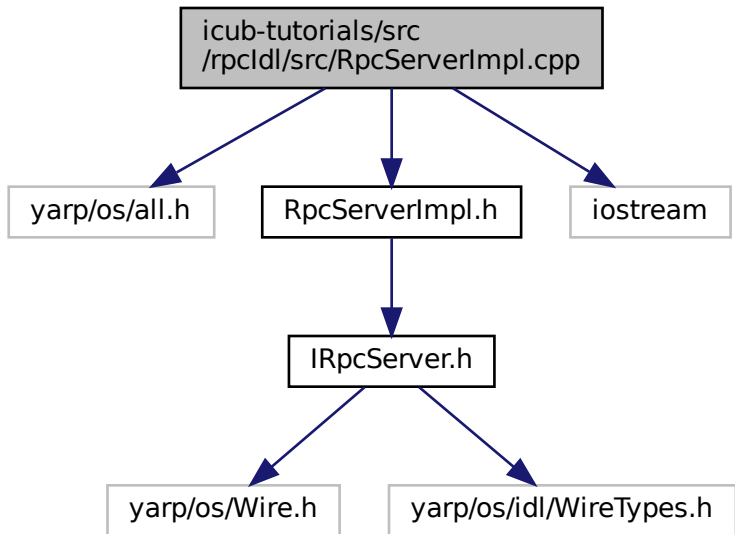 icub-tutorials/src
/rpcIdl/src/RpcServerImpl.cpp
yarp/os/all.h
RpcServerImpl.h
iostream
IRpcServer.h
yarp/os/Wire.h
yarp/os/idl/WireTypes.h